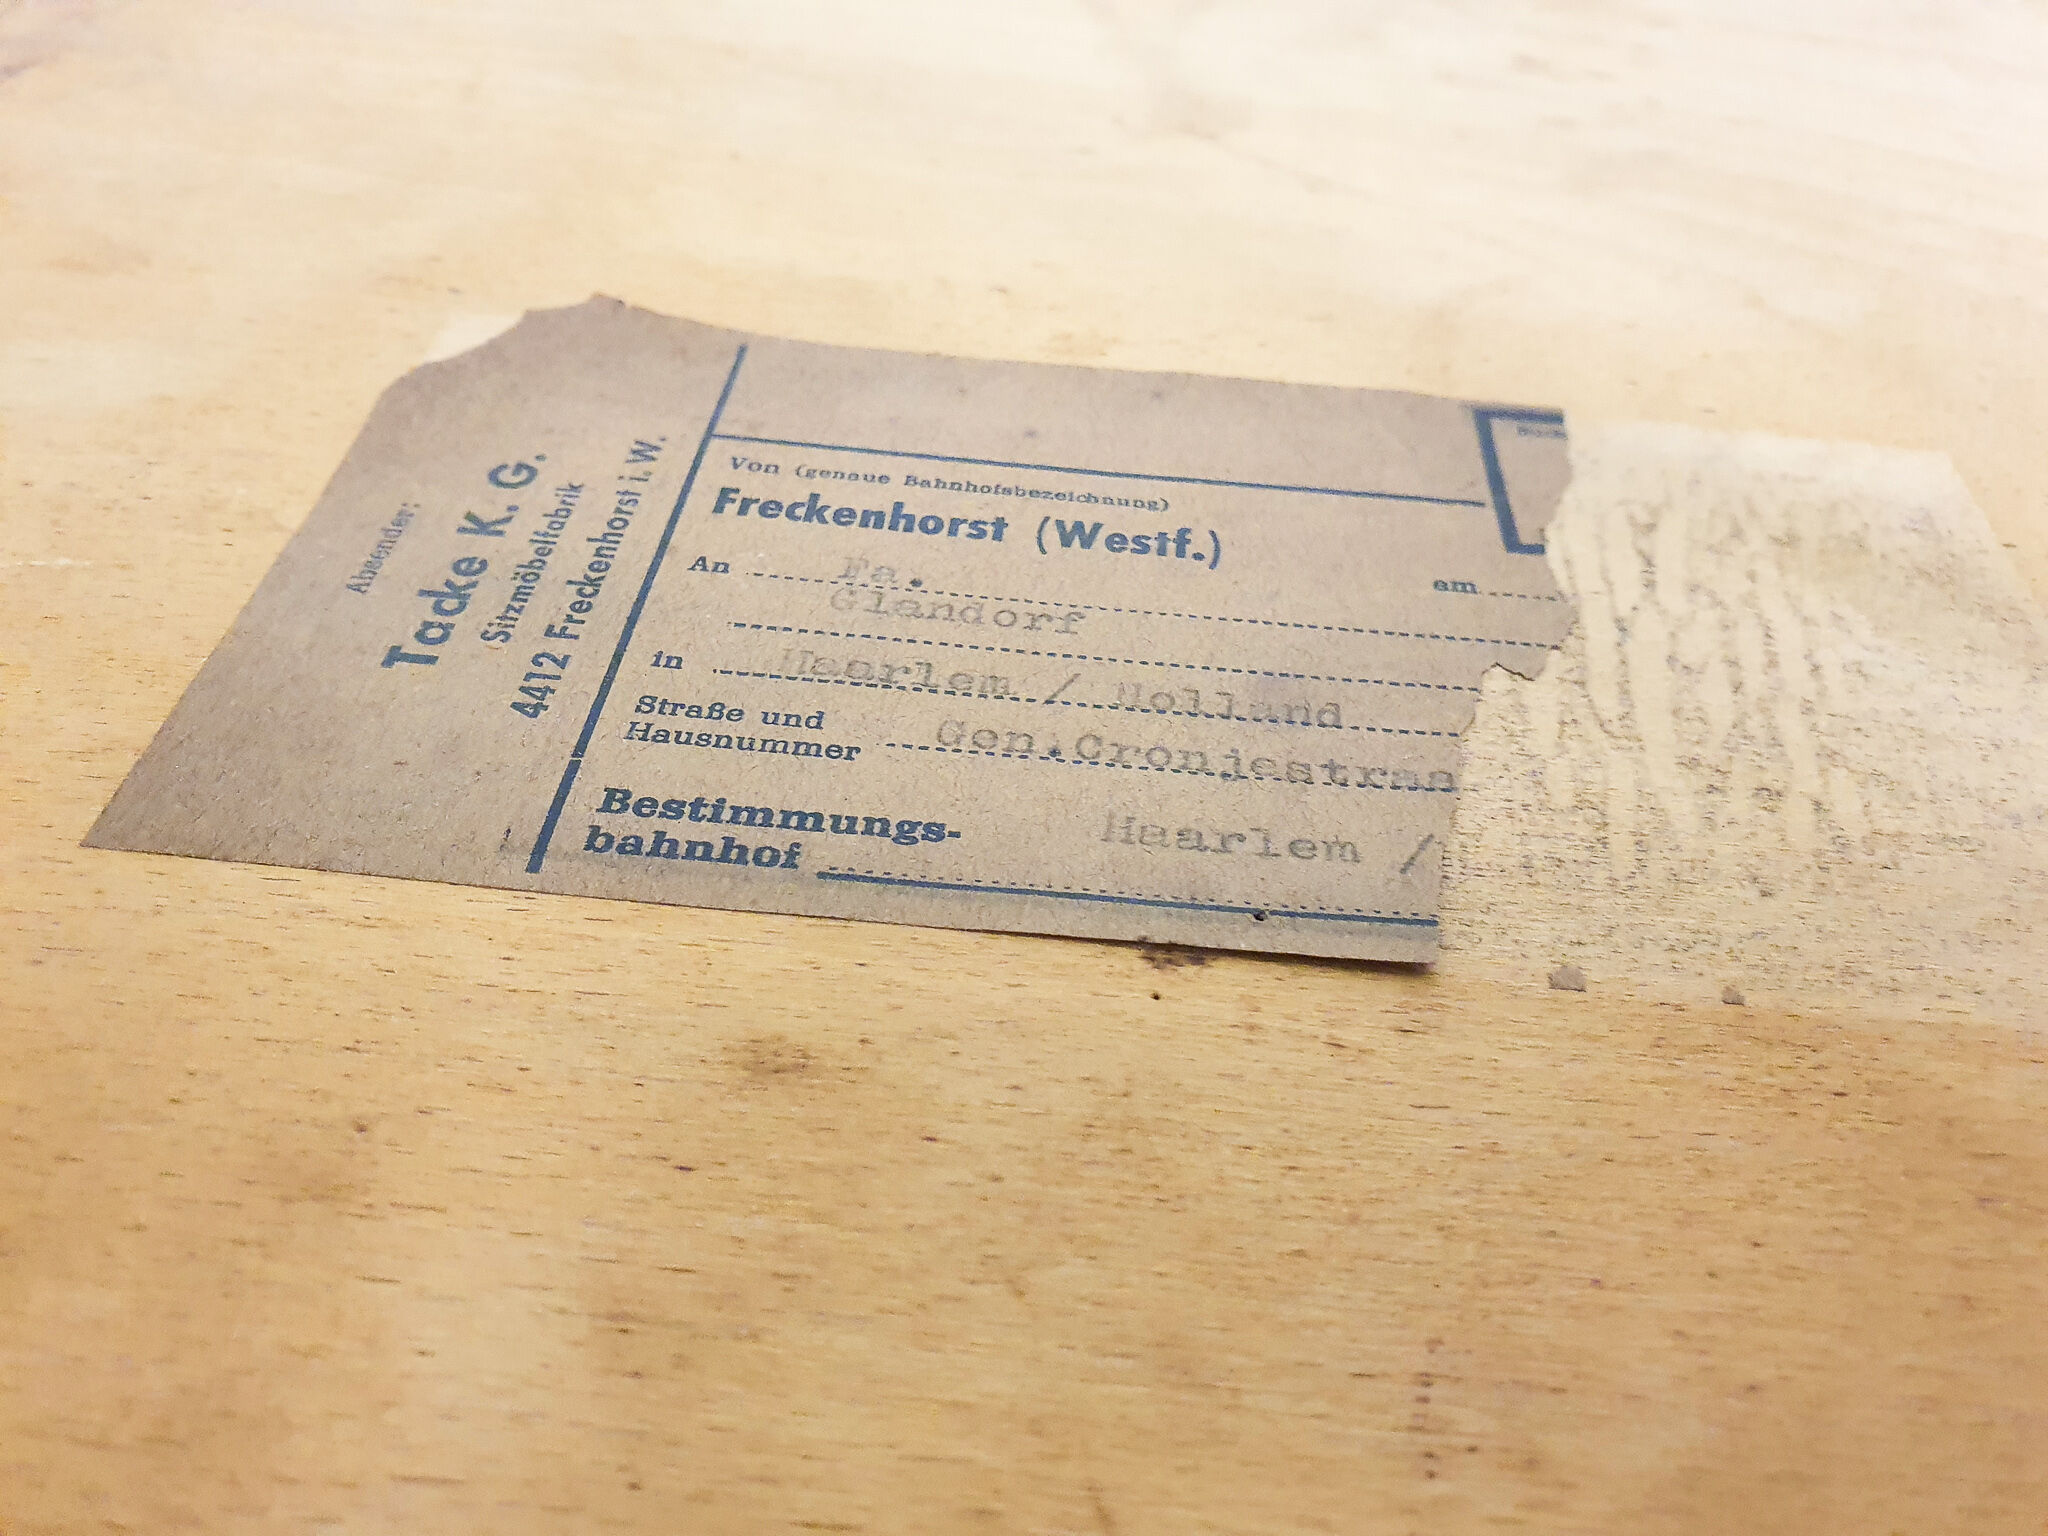 Absender:
Tacke K. G.
Sitzmöbelfabrik
4412 Freckenhorst i. W.
Von (genaue Bahnhofsbezeichnung)
Freckenhorst (Westf.)
An Fa. am
Glandorf
in Haarlem / Holland
Straße und
Hausnummer Gen.Cronjestras
Bestimmungs-
bahnhof Haarlem /